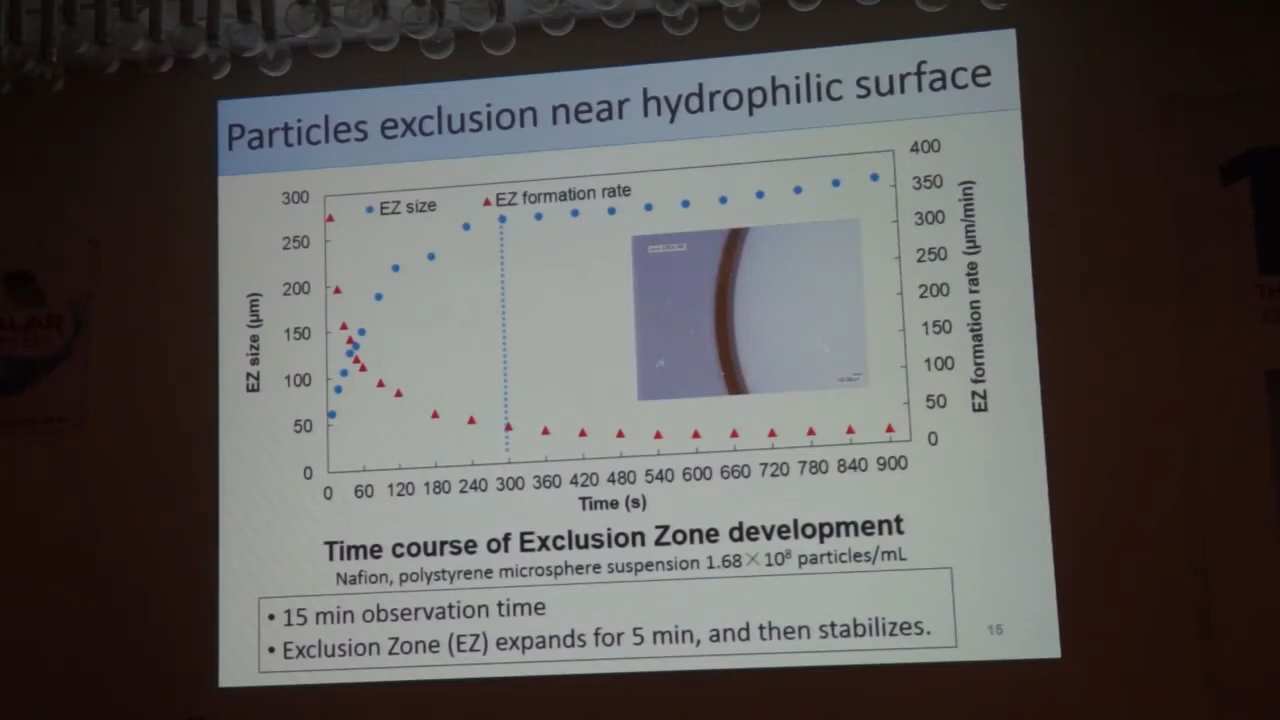 Particles exclusion near hydrophilic surface
EZ size
EZ formation rate
300
250
200
150
100
50
0
EZ size (µm)
400
350
300
250
200
150
100
50
0
EZ formation rate (µm/min)
0 60 120 180 240 300 360 420 480 540 600 660 720 780 840 900
Time (s)
Time course of Exclusion Zone development
Nafion, polystyrene microsphere suspension 1.68×10⁸ particles/mL
• 15 min observation time
• Exclusion Zone (EZ) expands for 5 min, and then stabilizes.
15